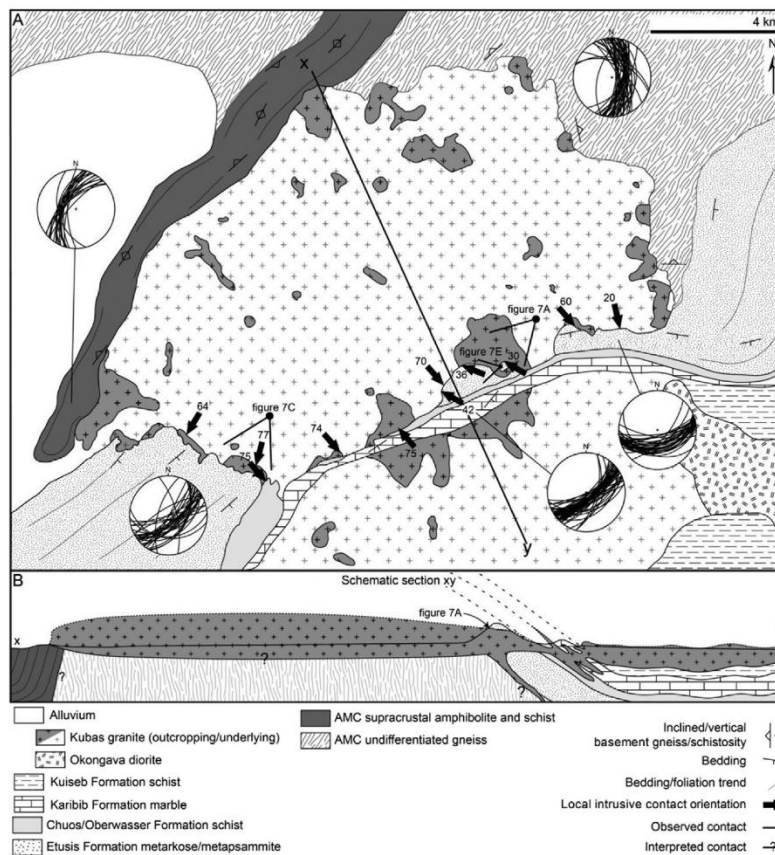 A
4 km
N
x
N
N
figure 7A
60
20
figure 7E
30
36
70
42
64
figure 7C
77
75
74
75
N
N
N
y
B
Schematic section xy
figure 7A
x
?
?
?
Alluvium
Kubas granite (outcropping/underlying)
Okongava diorite
Kuiseb Formation schist
Karibib Formation marble
Chuos/Oberwasser Formation schist
Etusis Formation metarkose/metapsammite
AMC supracrustal amphibolite and schist
AMC undifferentiated gneiss
Inclined/vertical
basement gneiss/schistosity
Bedding
Bedding/foliation trend
Local intrusive contact orientation
Observed contact
Interpreted contact
?